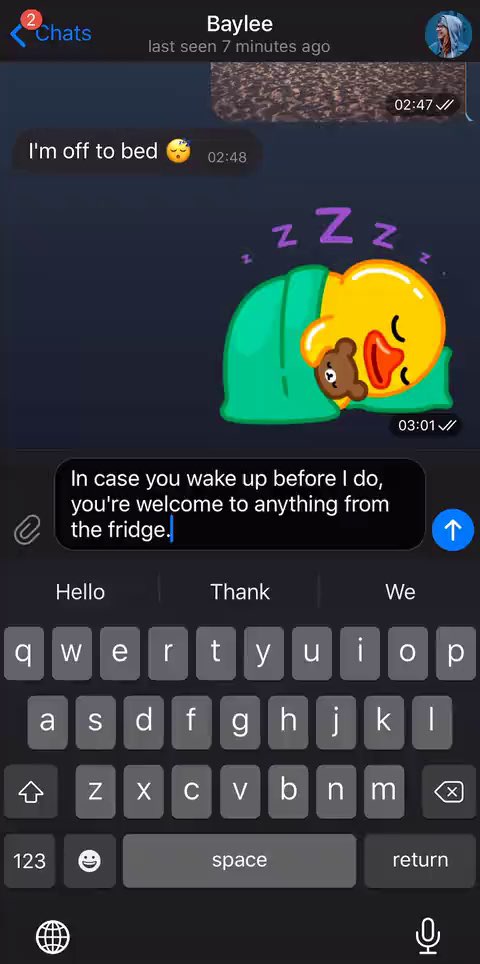 2
Chats
Baylee
last seen 7 minutes ago
02:47
I'm off to bed 😴 02:48
z z Z z z
03:01
In case you wake up before I do,
you're welcome to anything from
the fridge.
Hello Thank We
q w e r t y u i o p
a s d f g h j k l
z x c v b n m
123 space return